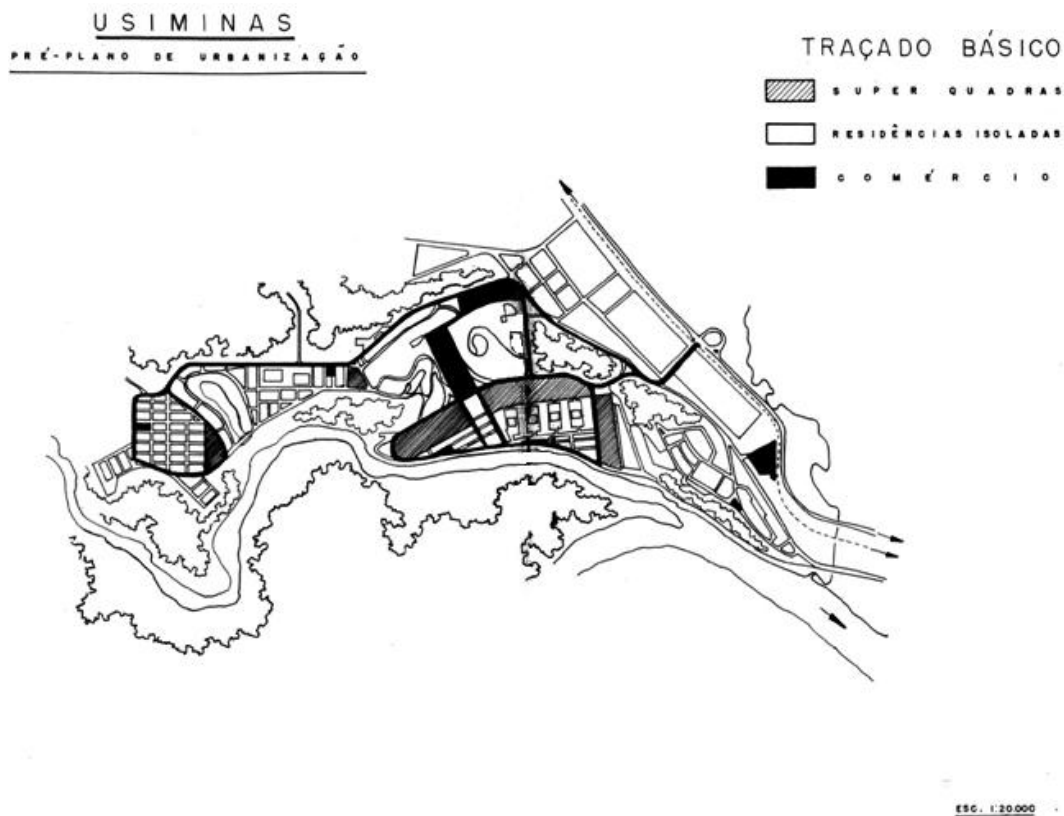 USIMINAS
PRÉ-PLANO DE URBANIZAÇÃO
TRAÇADO BÁSICO
SUPER QUADRAS
RESIDÊNCIAS ISOLADAS
COMÉRCIO
ESC. 1:20.000